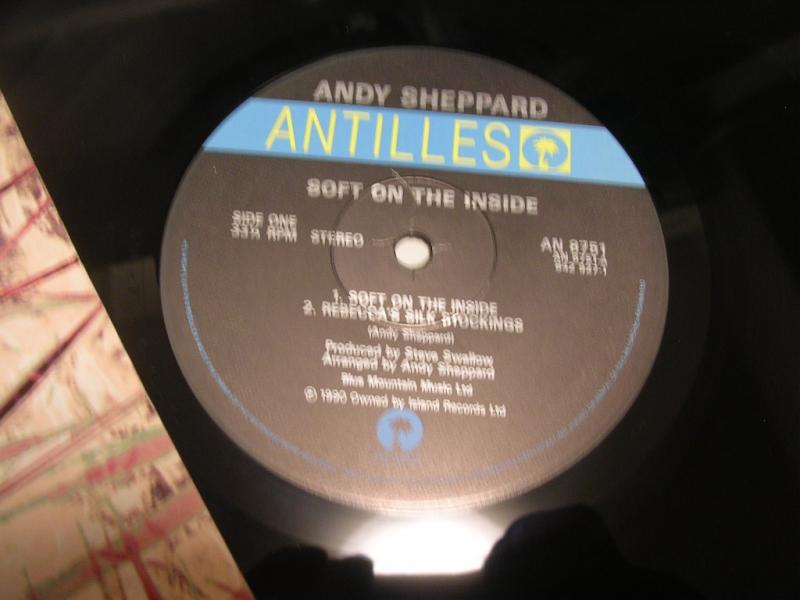 ANDY SHEPPARD
ANTILLES
SOFT ON THE INSIDE
SIDE ONE
33⅓ RPM STEREO
AN 8751
1. SOFT ON THE INSIDE
2. REBECCA'S SILK STOCKINGS
(Andy Sheppard)
Produced by Steve Swallow
Arranged by Andy Sheppard
Blue Mountain Music Ltd
℗ 1990 Owned by Island Records Ltd